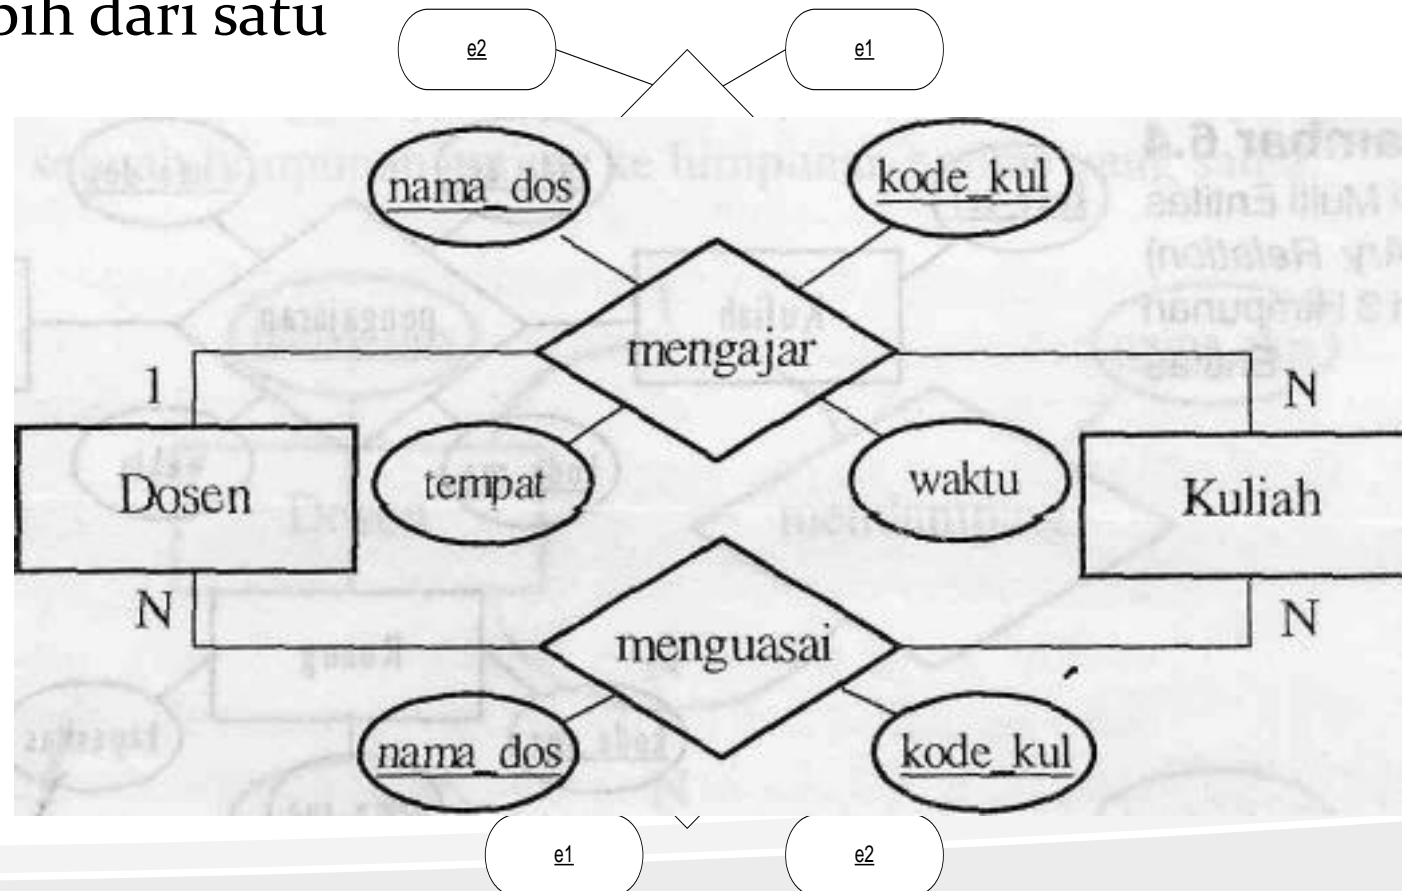 bih dari satu
e2 e1
nama_dos kode_kul
mengajar
1 N
Dosen tempat waktu Kuliah
N N
menguasai
nama_dos kode_kul
e1 e2